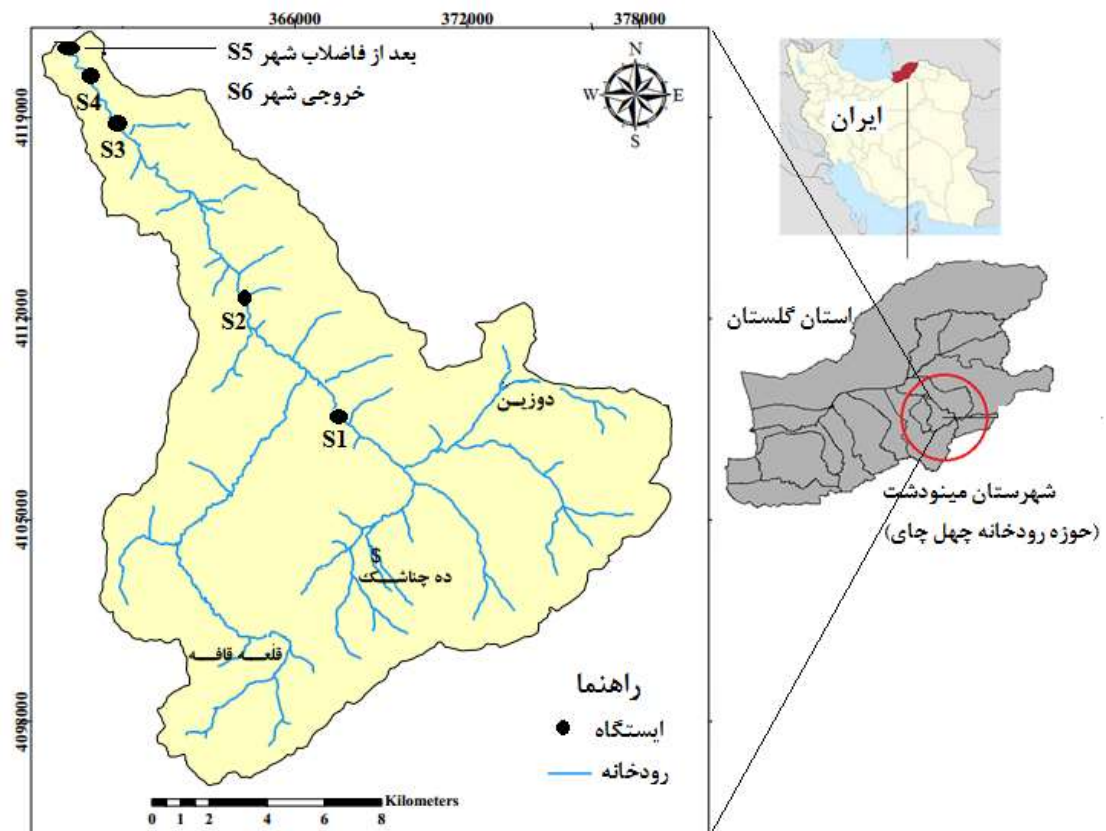 366000
372000
378000
4119000
4112000
4105000
4098000
S5 بعد از فاضلاب شهر
S6 خروجی شهر
S4
S3
S2
S1
N
W
E
S
دوزین
$
ده چناشک
قلعه قافه
راهنما
ایستگاه
رودخانه
Kilometers
0 1 2 4 6 8
ایران
استان گلستان
شهرستان مینودشت
(حوزه رودخانه چهل چای)